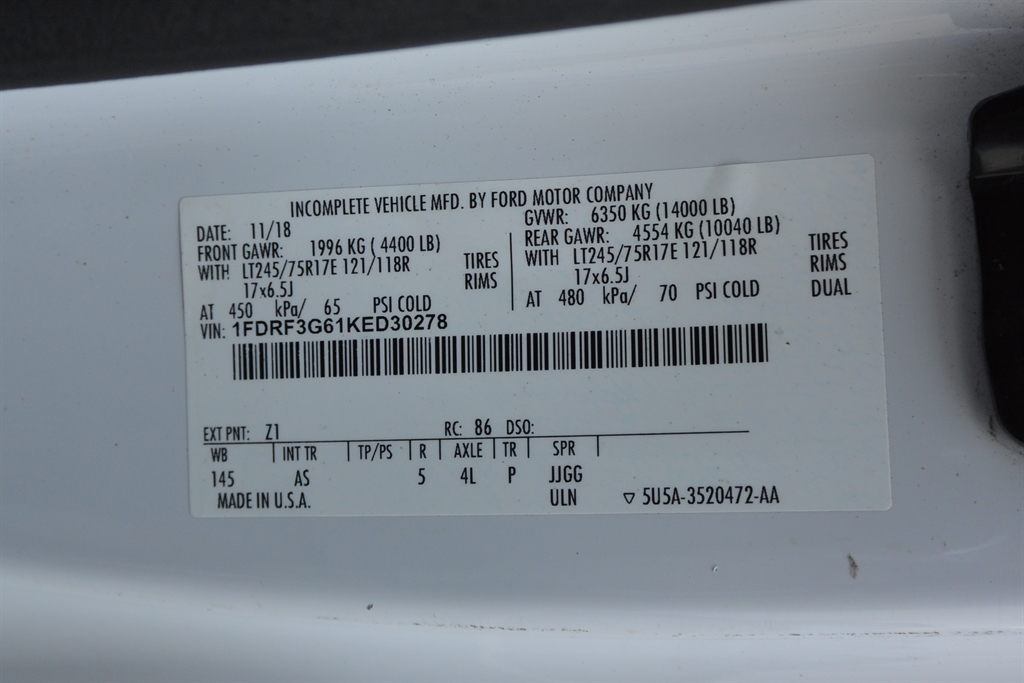 INCOMPLETE VEHICLE MFD. BY FORD MOTOR COMPANY
DATE: 11/18
FRONT GAWR: 1996 KG ( 4400 LB)
WITH LT245/75R17E 121/118R TIRES
17x6.5J RIMS
AT 450 kPa/ 65 PSI COLD
GVWR: 6350 KG (14000 LB)
REAR GAWR: 4554 KG (10040 LB)
WITH LT245/75R17E 121/118R TIRES
17x6.5J RIMS
AT 480 kPa/ 70 PSI COLD DUAL
VIN: 1FDRF3G61KED30278
EXT PNT: Z1 RC: 86 DSO:
WB INT TR TP/PS R AXLE TR SPR
145 AS 5 4L P JJGG
MADE IN U.S.A. ULN ▽ 5U5A-3520472-AA